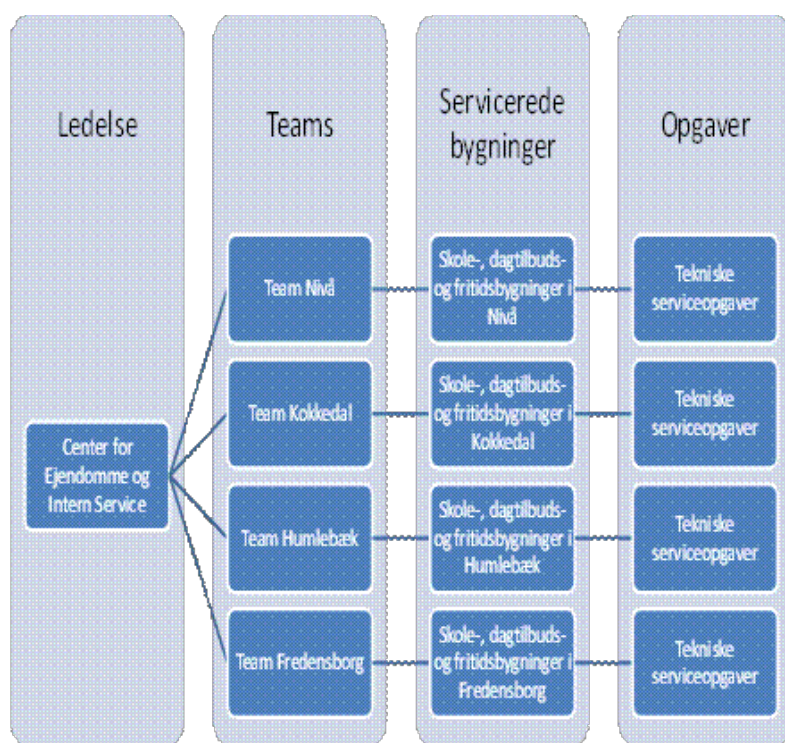 Ledelse
Teams
Servicerede
bygninger
Opgaver
Center for
Ejendomme og
Intern Service
Team Nivå
Skole-, dagtilbuds-
og fritidsbygninger i
Nivå
Tekniske
serviceopgaver
Team Kokkedal
Skole-, dagtilbuds-
og fritidsbygninger i
Kokkedal
Tekniske
serviceopgaver
Team Humlebæk
Skole-, dagtilbuds-
og fritidsbygninger i
Humlebæk
Tekniske
serviceopgaver
Team Fredensborg
Skole-, dagtilbuds-
og fritidsbygninger i
Fredensborg
Tekniske
serviceopgaver